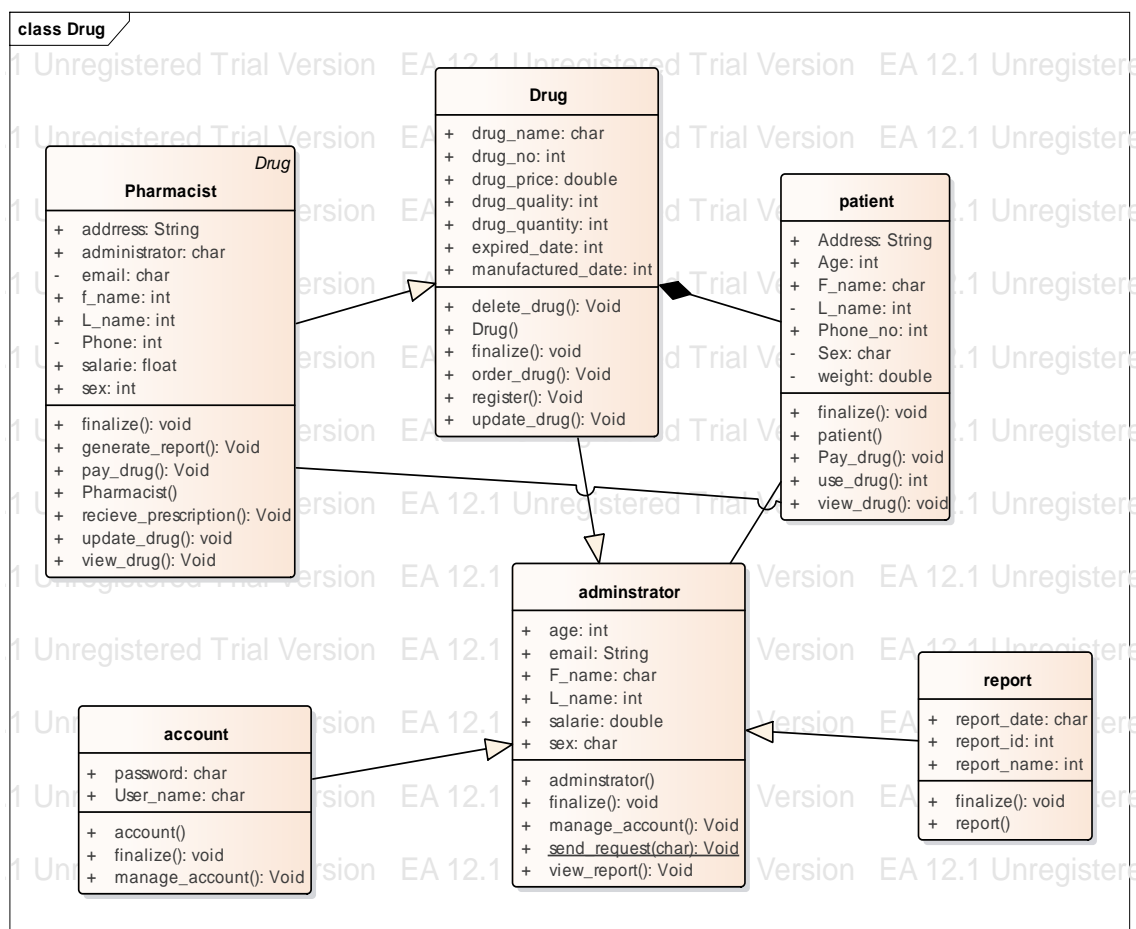 class Drug
Drug
+ drug_name: char
+ drug_no: int
+ drug_price: double
+ drug_quality: int
+ drug_quantity: int
+ expired_date: int
+ manufactured_date: int
+ delete_drug(): Void
+ Drug()
+ finalize(): void
+ order_drug(): Void
+ register(): Void
+ update_drug(): Void
Drug
Pharmacist
+ addrress: String
+ administrator: char
- email: char
+ f_name: int
+ L_name: int
- Phone: int
+ salarie: float
+ sex: int
+ finalize(): void
+ generate_report(): Void
+ pay_drug(): Void
+ Pharmacist()
+ recieve_prescription(): Void
+ update_drug(): void
+ view_drug(): Void
patient
+ Address: String
+ Age: int
+ F_name: char
- L_name: int
+ Phone_no: int
- Sex: char
- weight: double
+ finalize(): void
+ patient()
+ Pay_drug(): void
+ use_drug(): int
+ view_drug(): void
adminstrator
+ age: int
+ email: String
+ F_name: char
+ L_name: int
+ salarie: double
+ sex: char
+ adminstrator()
+ finalize(): void
+ manage_account(): Void
+ send_request(char): Void
+ view_report(): Void
account
+ password: char
+ User_name: char
+ account()
+ finalize(): void
+ manage_account(): Void
report
+ report_date: char
+ report_id: int
+ report_name: int
+ finalize(): void
+ report()
EA 12.1 Unregistered Trial Version